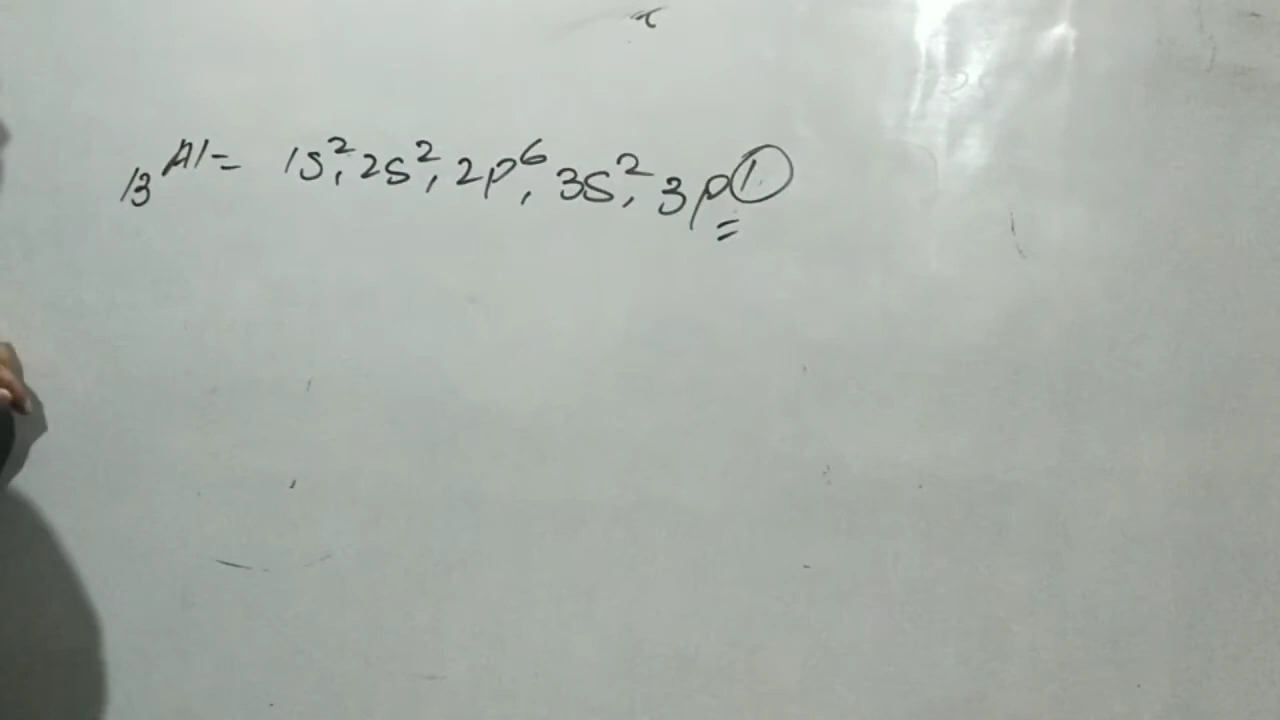 ₁₃Al = 1s², 2s², 2p⁶, 3s², 3p¹